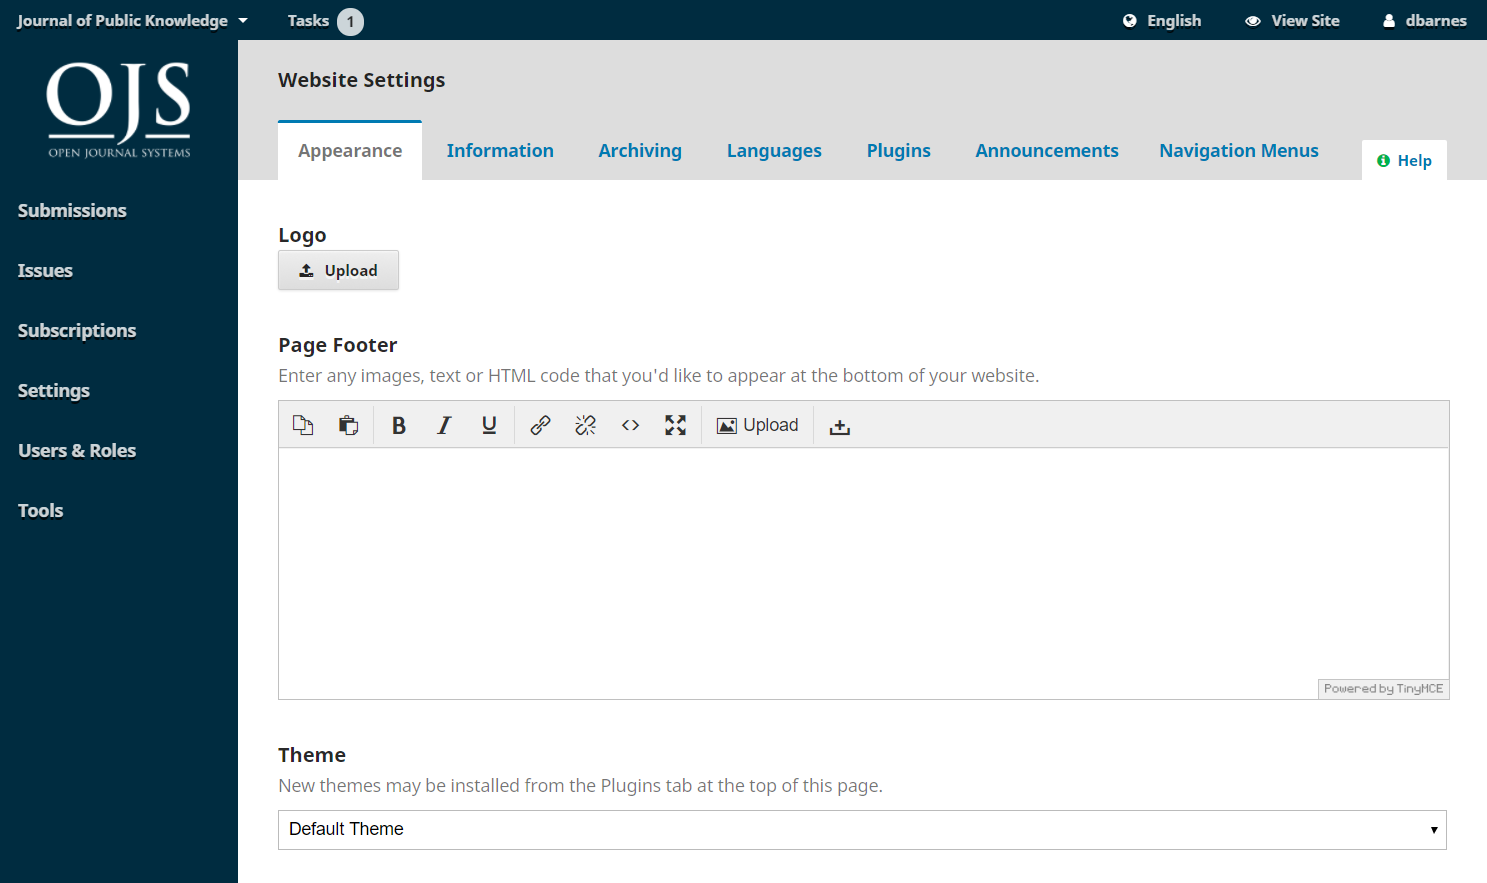 Journal of Public Knowledge
Tasks 1
English
View Site
dbarnes
OJS
OPEN JOURNAL SYSTEMS
Submissions
Issues
Subscriptions
Settings
Users & Roles
Tools
Website Settings
Appearance
Information
Archiving
Languages
Plugins
Announcements
Navigation Menus
Help
Logo
Upload
Page Footer
Enter any images, text or HTML code that you'd like to appear at the bottom of your website.
B I U Upload
Powered by TinyMCE
Theme
New themes may be installed from the Plugins tab at the top of this page.
Default Theme